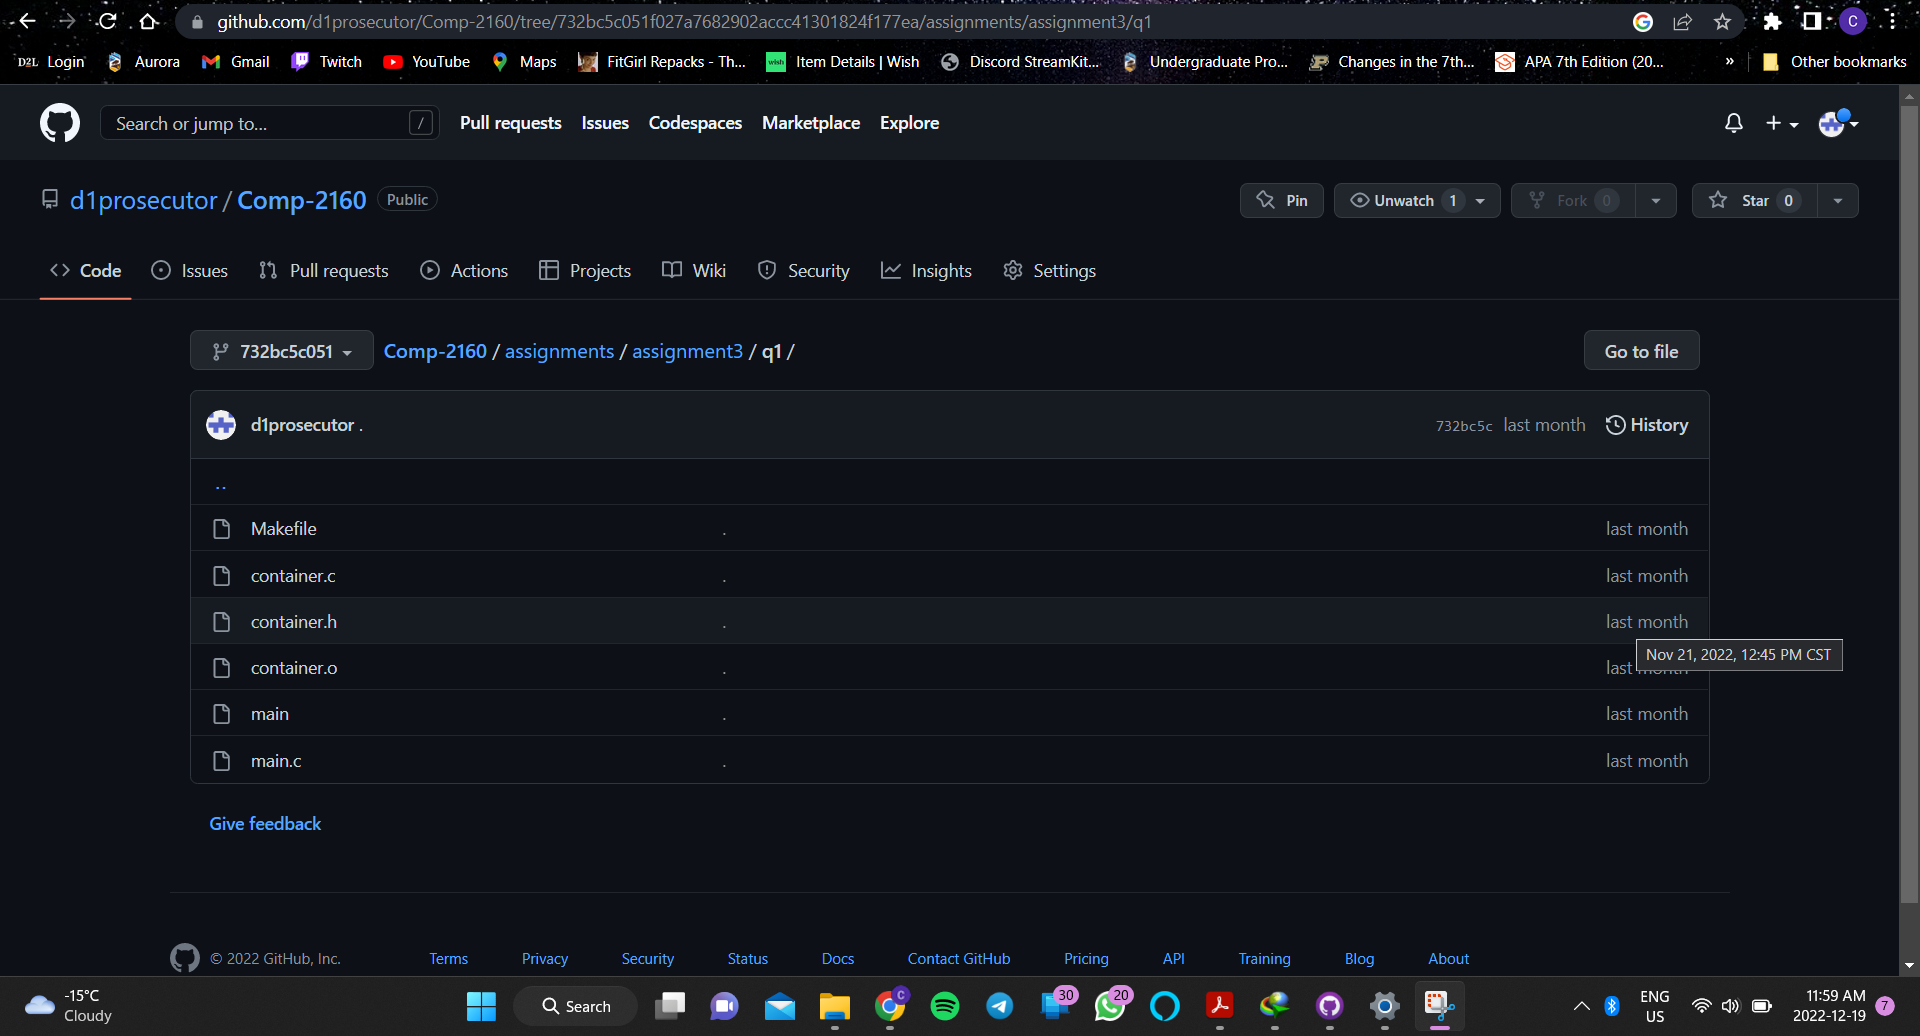 github.com/d1prosecutor/Comp-2160/tree/732bc5c051f027a7682902accc41301824f177ea/assignments/assignment3/q1
C
D2L Login Aurora Gmail Twitch YouTube Maps FitGirl Repacks - Th... wish Item Details | Wish Discord StreamKit... Undergraduate Pro... Changes in the 7th... APA 7th Edition (20... » Other bookmarks
Search or jump to... / Pull requests Issues Codespaces Marketplace Explore
d1prosecutor / Comp-2160 Public Pin Unwatch 1 Fork 0 Star 0
Code Issues Pull requests Actions Projects Wiki Security Insights Settings
732bc5c051 Comp-2160 / assignments / assignment3 / q1 / Go to file
d1prosecutor . 732bc5c last month History
..
Makefile . last month
container.c . last month
container.h . last month
Nov 21, 2022, 12:45 PM CST
container.o . last
main . last month
main.c . last month
Give feedback
© 2022 GitHub, Inc. Terms Privacy Security Status Docs Contact GitHub Pricing API Training Blog About
-15°C
Cloudy
Search
C
30
20
ENG
US
11:59 AM
2022-12-19
7